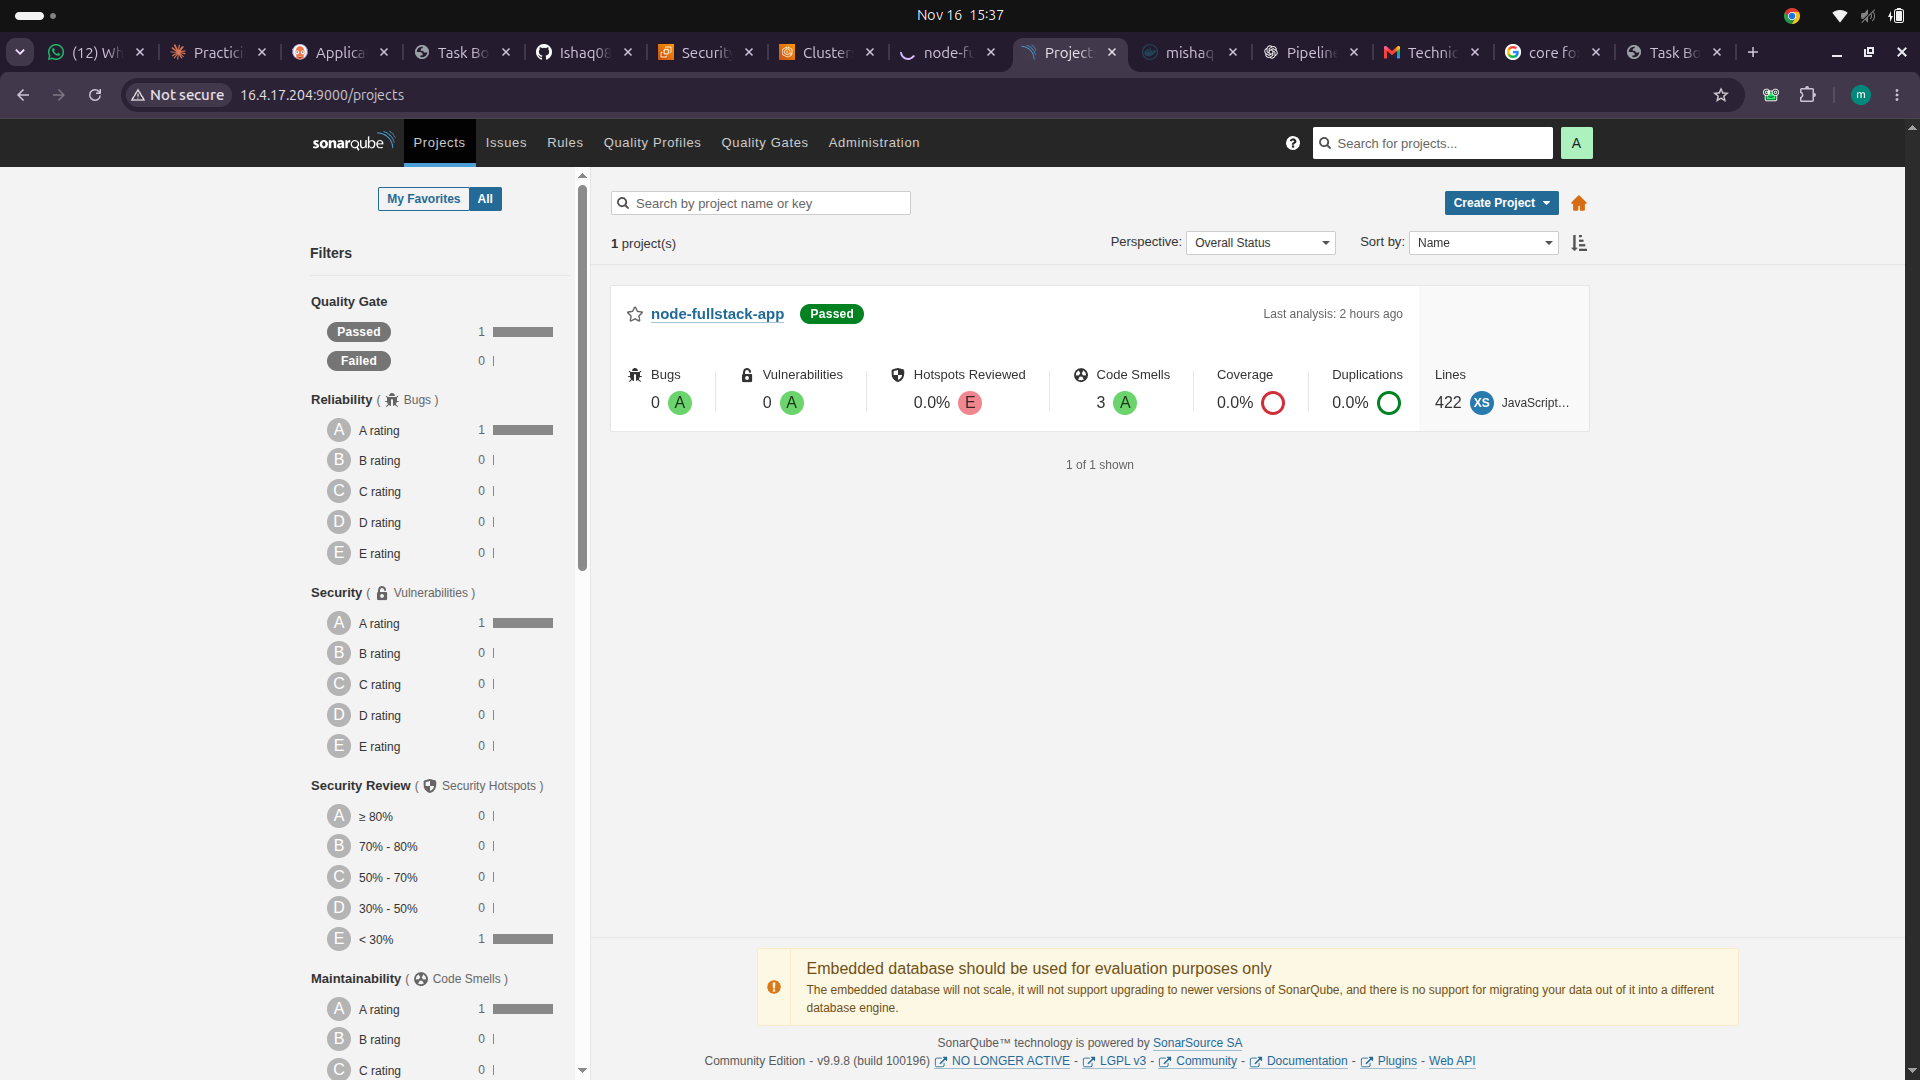 Nov 16 15:37
(12) Wh
Practici
Applica
Task Bo
Ishaq08
Security
Cluster
node-fu
Project
mishaq
Pipeline
Technic
core fo
Task Bo
Not secure 16.4.17.204:9000/projects
m
sonarqube Projects Issues Rules Quality Profiles Quality Gates Administration Search for projects... A
My Favorites All
Search by project name or key
Create Project
1 project(s)
Perspective: Overall Status
Sort by: Name
Filters
Quality Gate
Passed 1
Failed 0
Reliability ( Bugs )
A A rating 1
B B rating 0
C C rating 0
D D rating 0
E E rating 0
Security ( Vulnerabilities )
A A rating 1
B B rating 0
C C rating 0
D D rating 0
E E rating 0
Security Review ( Security Hotspots )
A ≥ 80% 0
B 70% - 80% 0
C 50% - 70% 0
D 30% - 50% 0
E < 30% 1
Maintainability ( Code Smells )
A A rating 1
B B rating 0
C C rating 0
node-fullstack-app Passed Last analysis: 2 hours ago
Bugs Vulnerabilities Hotspots Reviewed Code Smells Coverage Duplications Lines
0 A 0 A 0.0% E 3 A 0.0% 0.0% 422 XS JavaScript...
1 of 1 shown
Embedded database should be used for evaluation purposes only
The embedded database will not scale, it will not support upgrading to newer versions of SonarQube, and there is no support for migrating your data out of it into a different
database engine.
SonarQube™ technology is powered by SonarSource SA
Community Edition - v9.9.8 (build 100196) NO LONGER ACTIVE - LGPL v3 - Community - Documentation - Plugins - Web API